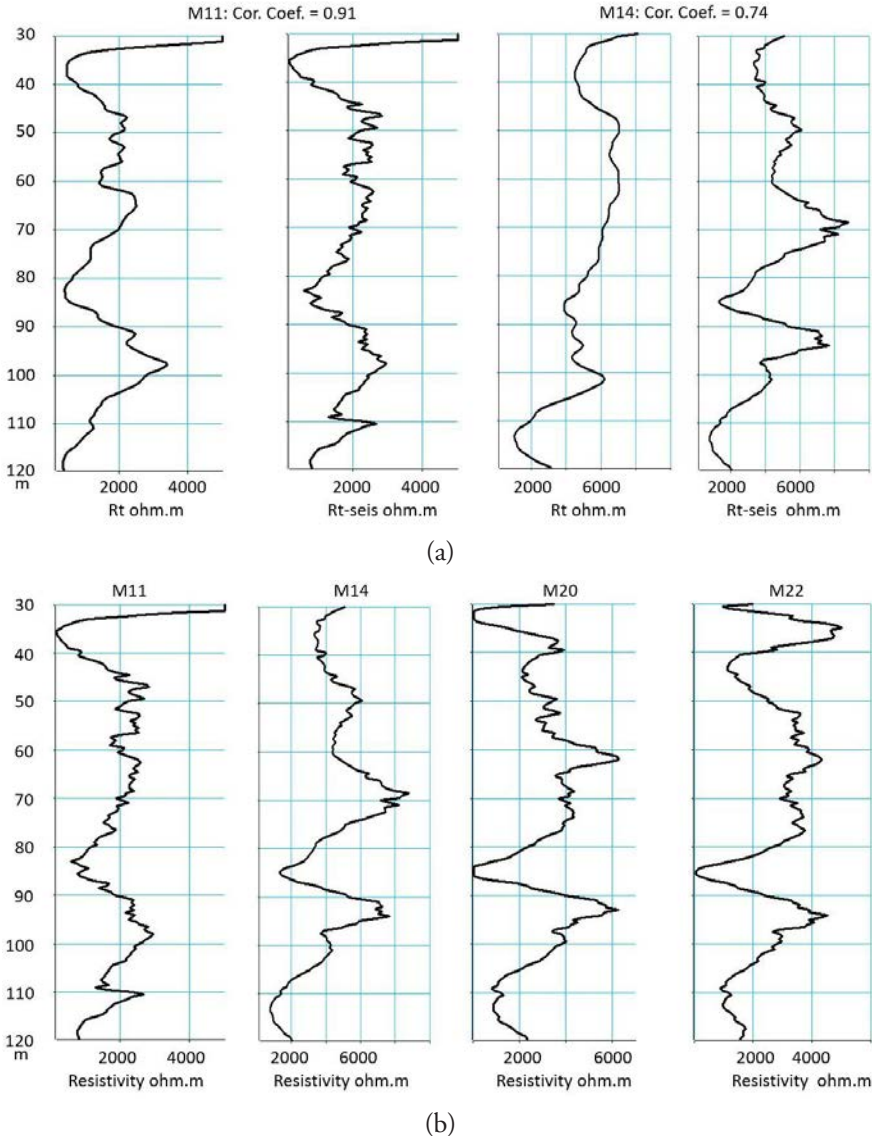 M11: Cor. Coef. = 0.91
M14: Cor. Coef. = 0.74
30
40
50
60
70
80
90
100
110
120
m
2000 4000
Rt ohm.m
2000 4000
Rt-seis ohm.m
2000 6000
Rt ohm.m
2000 6000
Rt-seis ohm.m
(a)
M11
M14
M20
M22
30
40
50
60
70
80
90
100
110
120
m
2000 4000
Resistivity ohm.m
2000 6000
Resistivity ohm.m
2000 6000
Resistivity ohm.m
2000 4000
Resistivity ohm.m
(b)